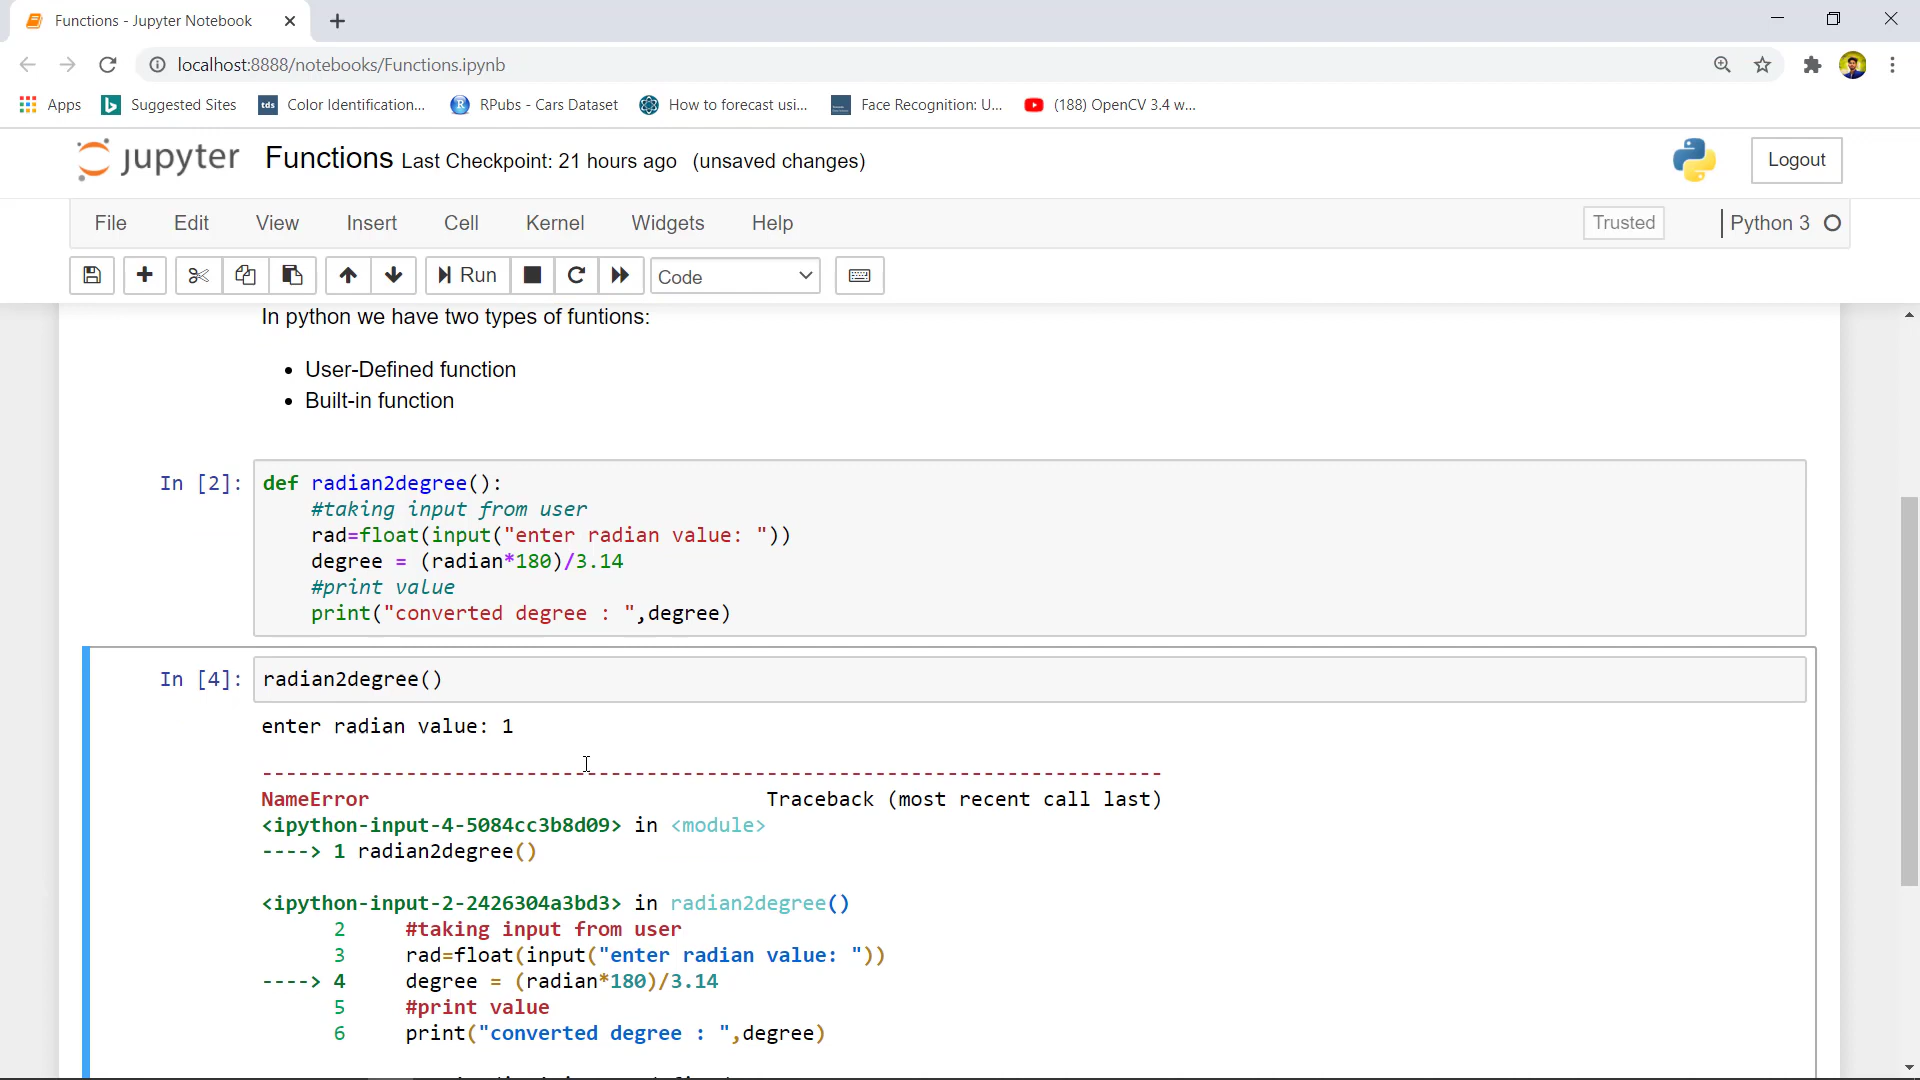 Functions - Jupyter Notebook
localhost:8888/notebooks/Functions.ipynb
Apps Suggested Sites tds Color Identification... R RPubs - Cars Dataset How to forecast usi... Face Recognition: U... (188) OpenCV 3.4 w...
jupyter Functions Last Checkpoint: 21 hours ago (unsaved changes) Logout
File Edit View Insert Cell Kernel Widgets Help Trusted Python 3
Run Code
In python we have two types of funtions:
User-Defined function
Built-in function
In [2]: def radian2degree():
#taking input from user
rad=float(input("enter radian value: "))
degree = (radian*180)/3.14
#print value
print("converted degree : ",degree)
In [4]: radian2degree()
enter radian value: 1
---------------------------------------------------------------------------
NameError Traceback (most recent call last)
<ipython-input-4-5084cc3b8d09> in <module>
----> 1 radian2degree()
<ipython-input-2-2426304a3bd3> in radian2degree()
2 #taking input from user
3 rad=float(input("enter radian value: "))
----> 4 degree = (radian*180)/3.14
5 #print value
6 print("converted degree : ",degree)